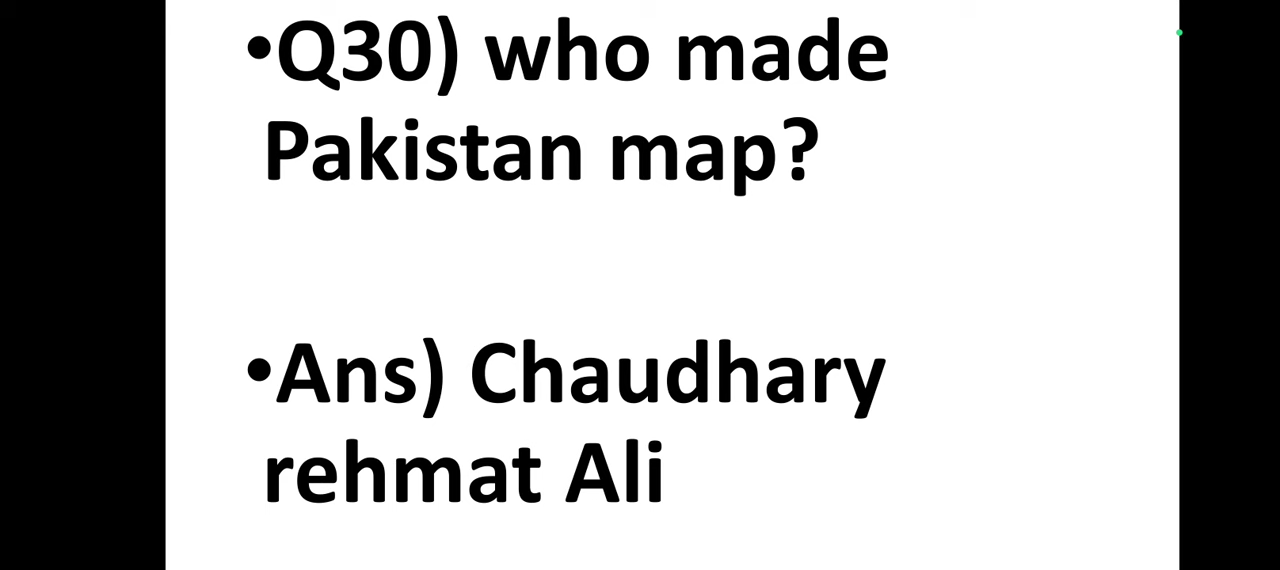 •Q30) who made
Pakistan map?
•Ans) Chaudhary
rehmat Ali